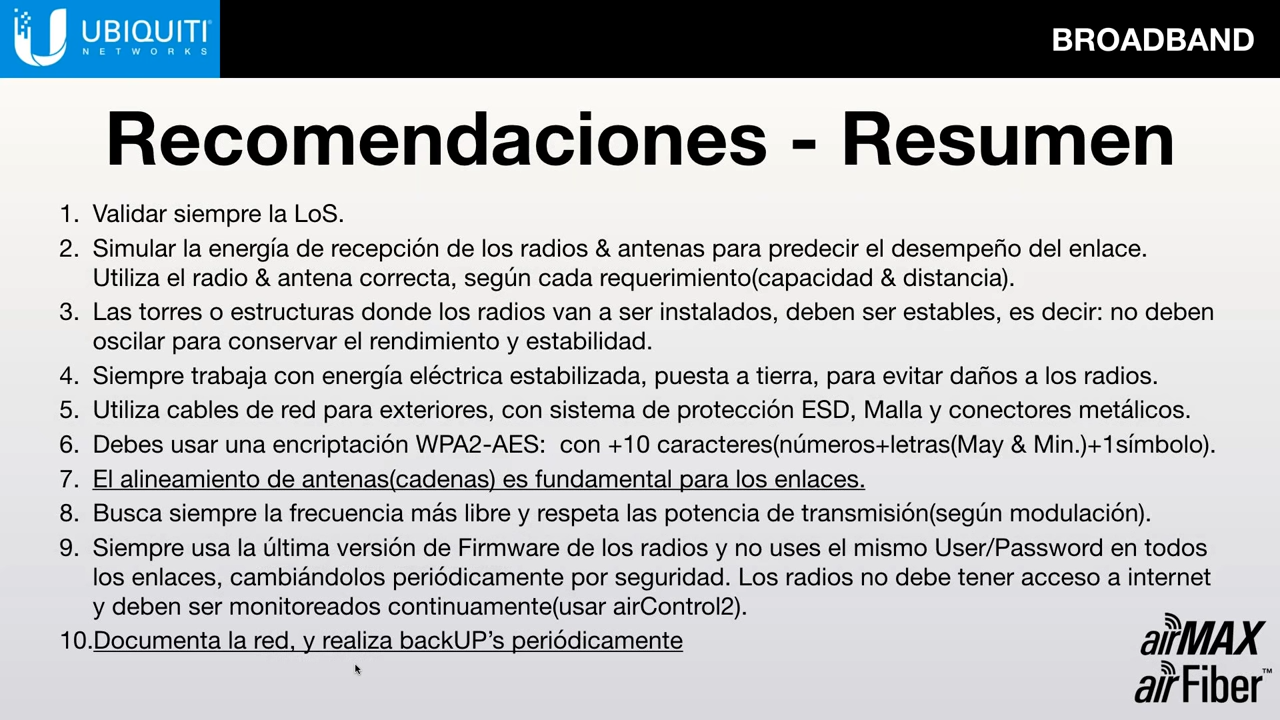 UBIQUITI
NETWORKS
BROADBAND
Recomendaciones - Resumen
1. Validar siempre la LoS.
2. Simular la energía de recepción de los radios & antenas para predecir el desempeño del enlace.
Utiliza el radio & antena correcta, según cada requerimiento(capacidad & distancia).
3. Las torres o estructuras donde los radios van a ser instalados, deben ser estables, es decir: no deben
oscilar para conservar el rendimiento y estabilidad.
4. Siempre trabaja con energía eléctrica estabilizada, puesta a tierra, para evitar daños a los radios.
5. Utiliza cables de red para exteriores, con sistema de protección ESD, Malla y conectores metálicos.
6. Debes usar una encriptación WPA2-AES:  con +10 caracteres(números+letras(May & Min.)+1símbolo).
7. El alineamiento de antenas(cadenas) es fundamental para los enlaces.
8. Busca siempre la frecuencia más libre y respeta las potencia de transmisión(según modulación).
9. Siempre usa la última versión de Firmware de los radios y no uses el mismo User/Password en todos
los enlaces, cambiándolos periódicamente por seguridad. Los radios no debe tener acceso a internet
y deben ser monitoreados continuamente(usar airControl2).
10.Documenta la red, y realiza backUP’s periódicamente
airMAX
airFiber™